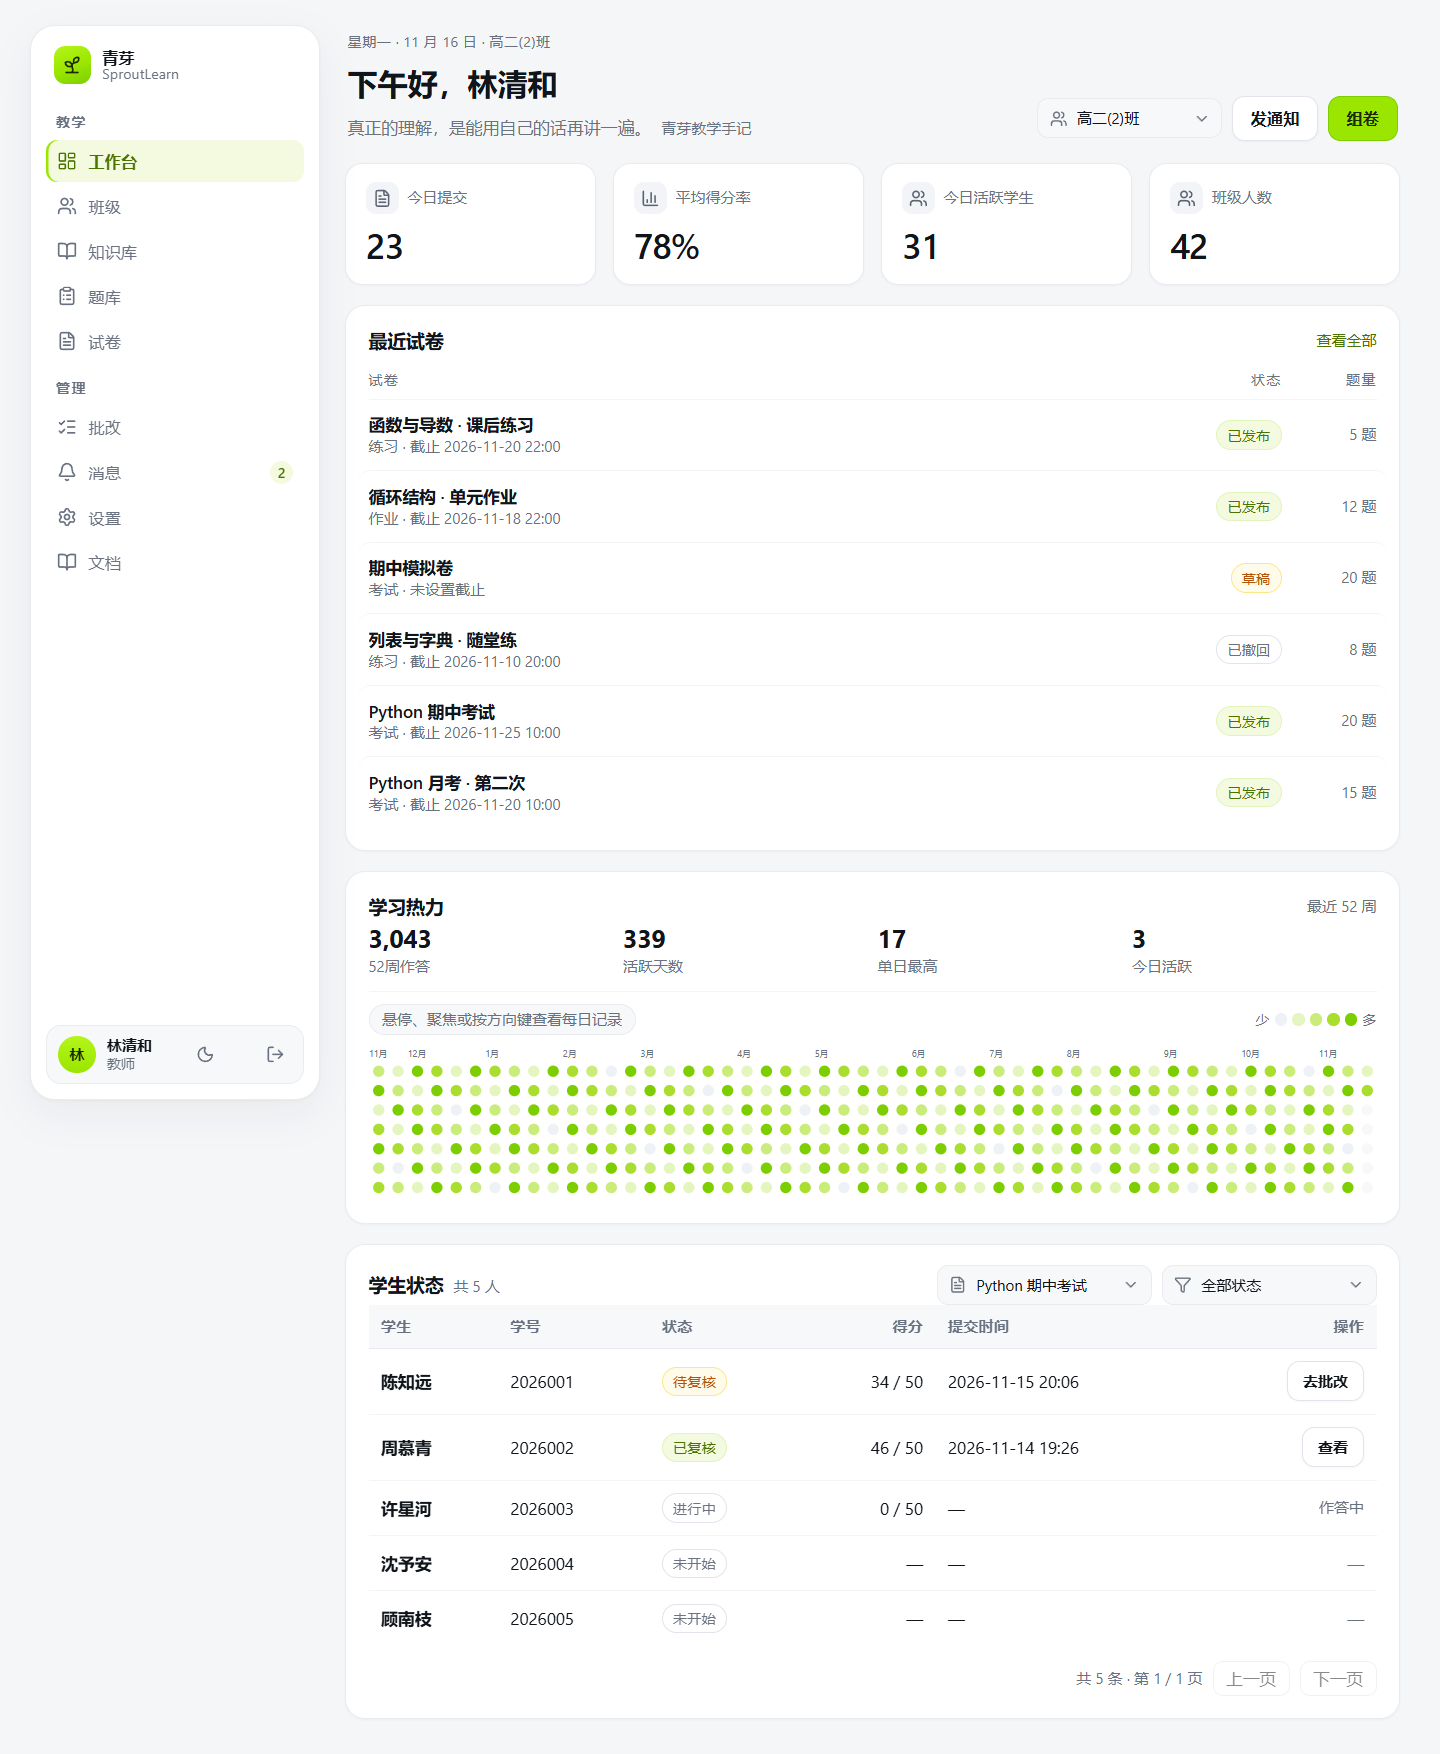 青芽
SproutLearn
教学
工作台
班级
知识库
题库
试卷
管理
批改
消息 2
设置
文档
林 林清和
教师
星期一 · 11 月 16 日 · 高二(2)班
下午好，林清和
真正的理解，是能用自己的话再讲一遍。 青芽教学手记
高二(2)班 发通知 组卷
今日提交
23
平均得分率
78%
今日活跃学生
31
班级人数
42
最近试卷 查看全部
试卷 状态 题量
函数与导数 · 课后练习
练习 · 截止 2026-11-20 22:00
已发布 5 题
循环结构 · 单元作业
作业 · 截止 2026-11-18 22:00
已发布 12 题
期中模拟卷
考试 · 未设置截止
草稿 20 题
列表与字典 · 随堂练
练习 · 截止 2026-11-10 20:00
已撤回 8 题
Python 期中考试
考试 · 截止 2026-11-25 10:00
已发布 20 题
Python 月考 · 第二次
考试 · 截止 2026-11-20 10:00
已发布 15 题
学习热力 最近 52 周
3,043 339 17 3
52周作答 活跃天数 单日最高 今日活跃
悬停、聚焦或按方向键查看每日记录 少 多
11月 12月 1月 2月 3月 4月 5月 6月 7月 8月 9月 10月 11月
学生状态 共 5 人 Python 期中考试 全部状态
学生 学号 状态 得分 提交时间 操作
陈知远 2026001 待复核 34 / 50 2026-11-15 20:06 去批改
周慕青 2026002 已复核 46 / 50 2026-11-14 19:26 查看
许星河 2026003 进行中 0 / 50 — 作答中
沈予安 2026004 未开始 — — —
顾南枝 2026005 未开始 — — —
共 5 条 · 第 1 / 1 页 上一页 下一页